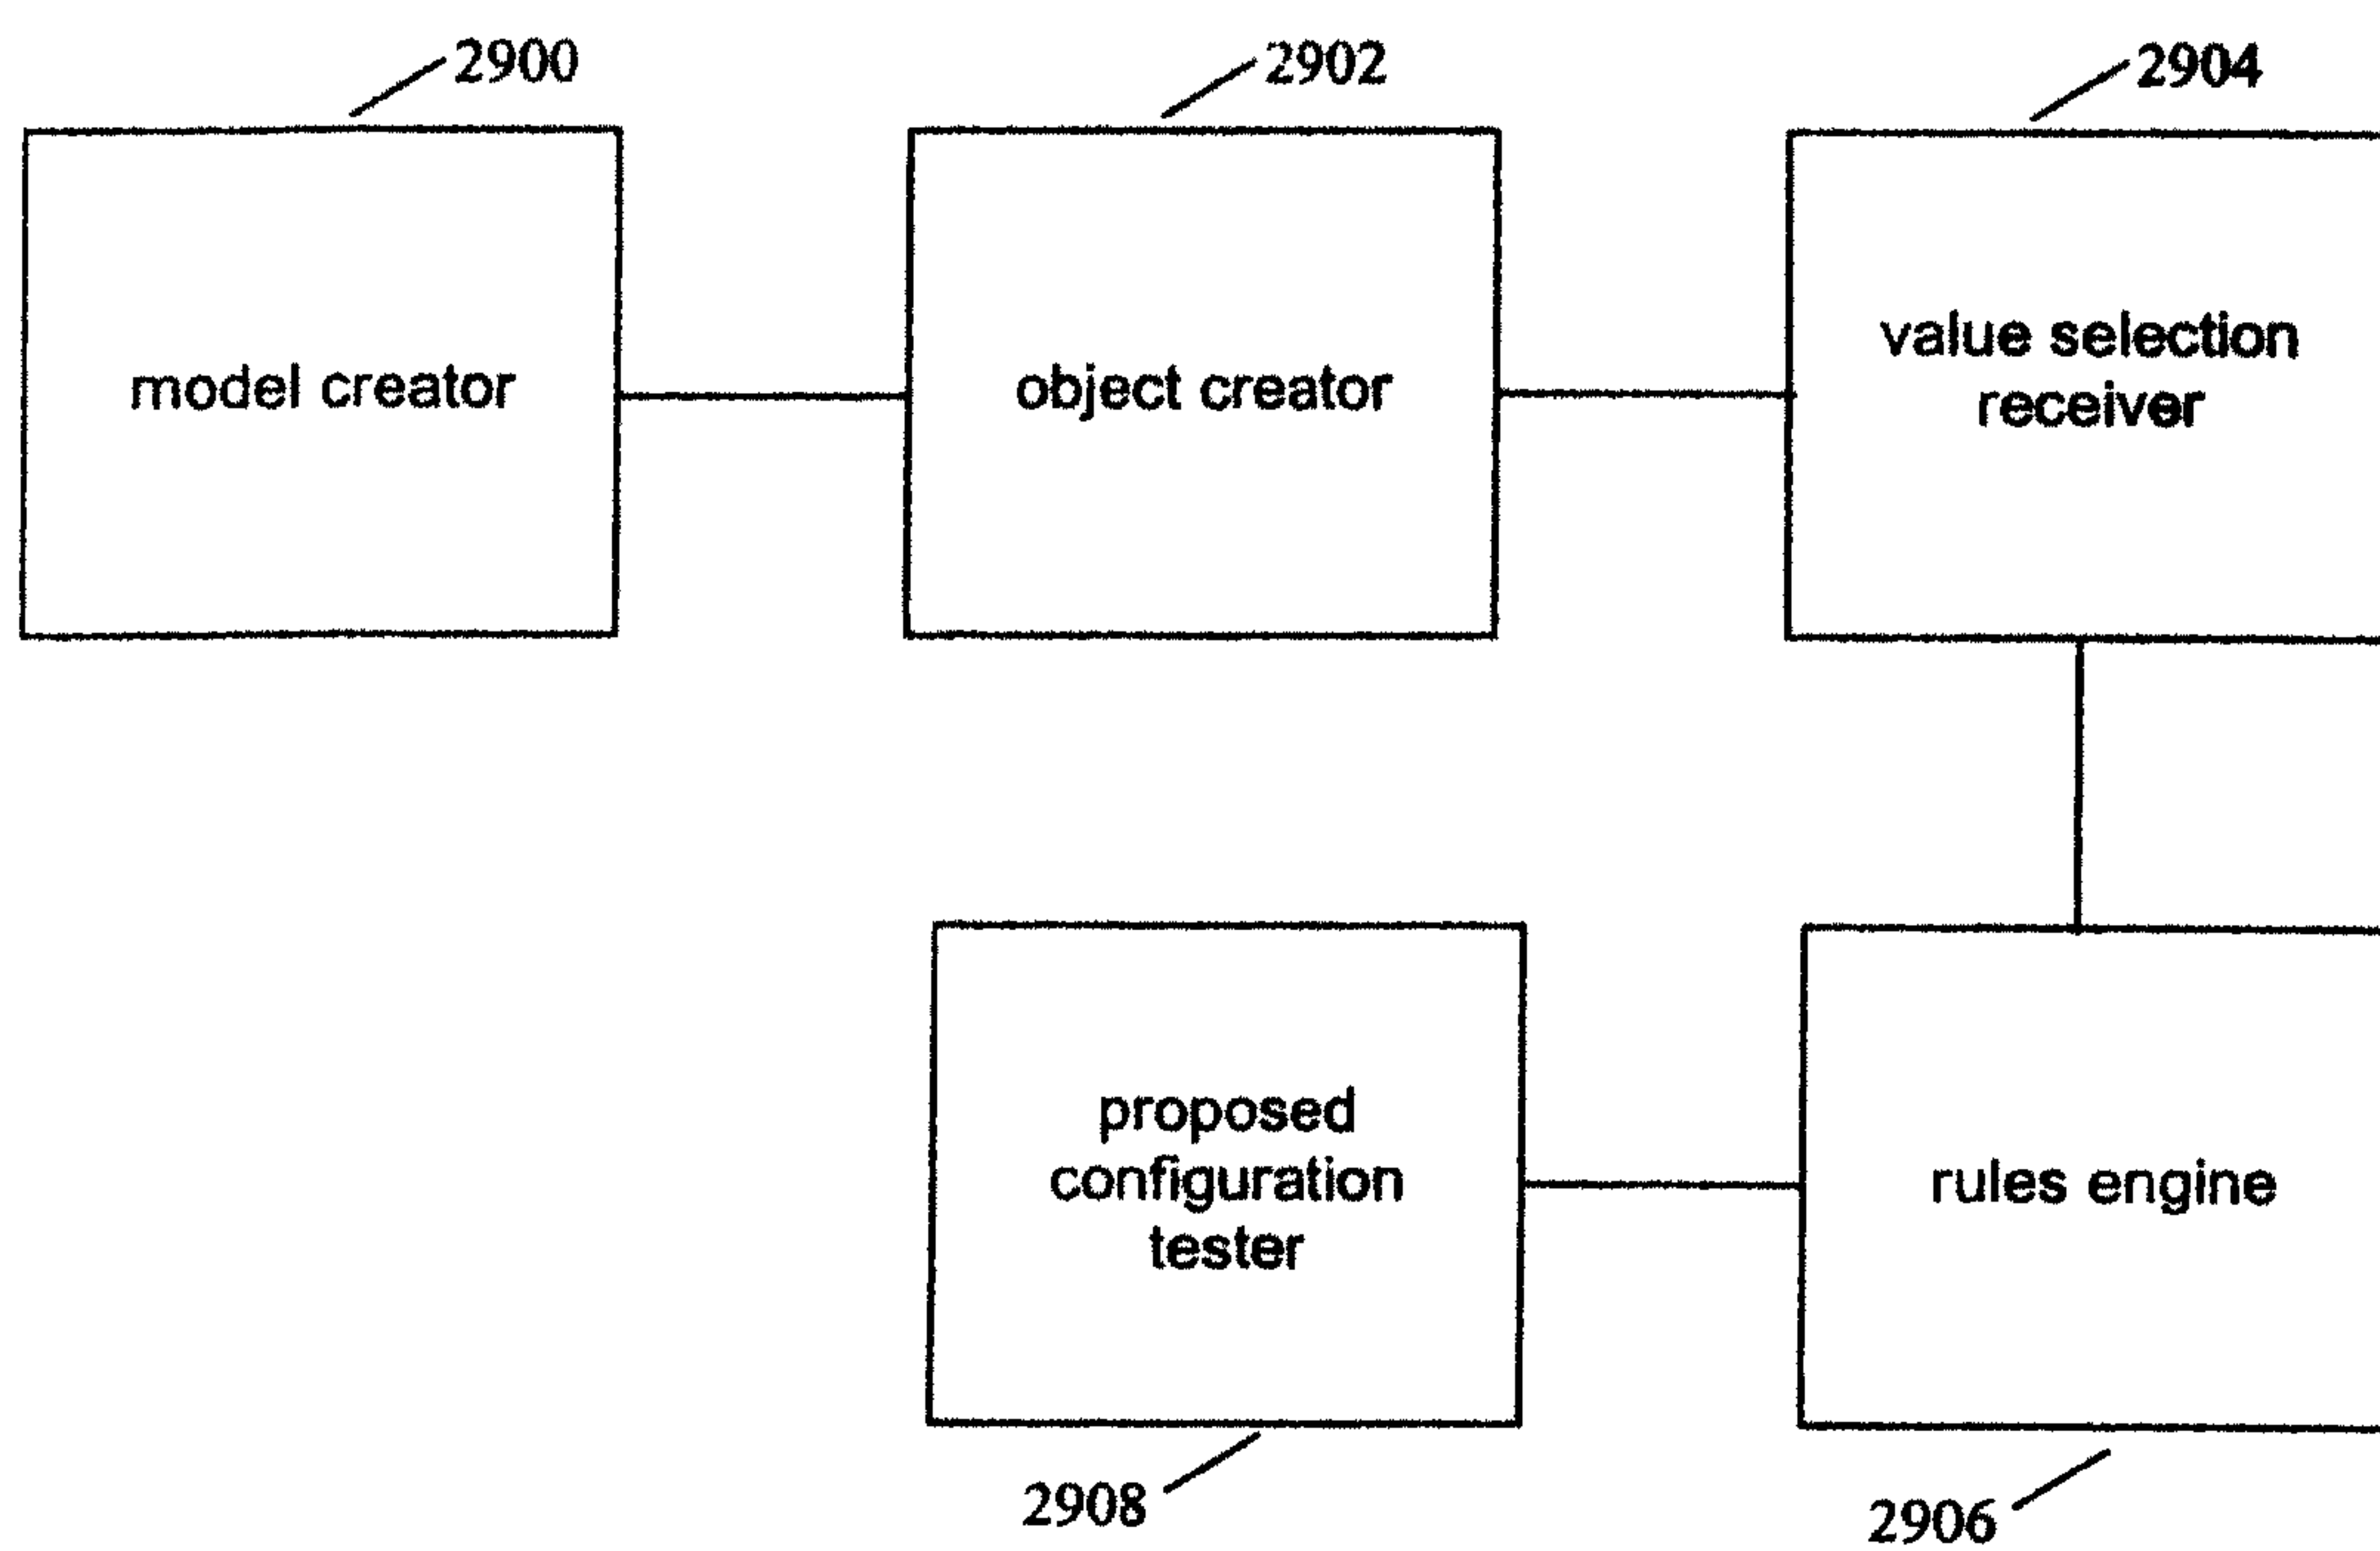 2900
2902
2904
model creator
object creator
value selection
receiver
proposed
configuration
tester
rules engine
2908
2906